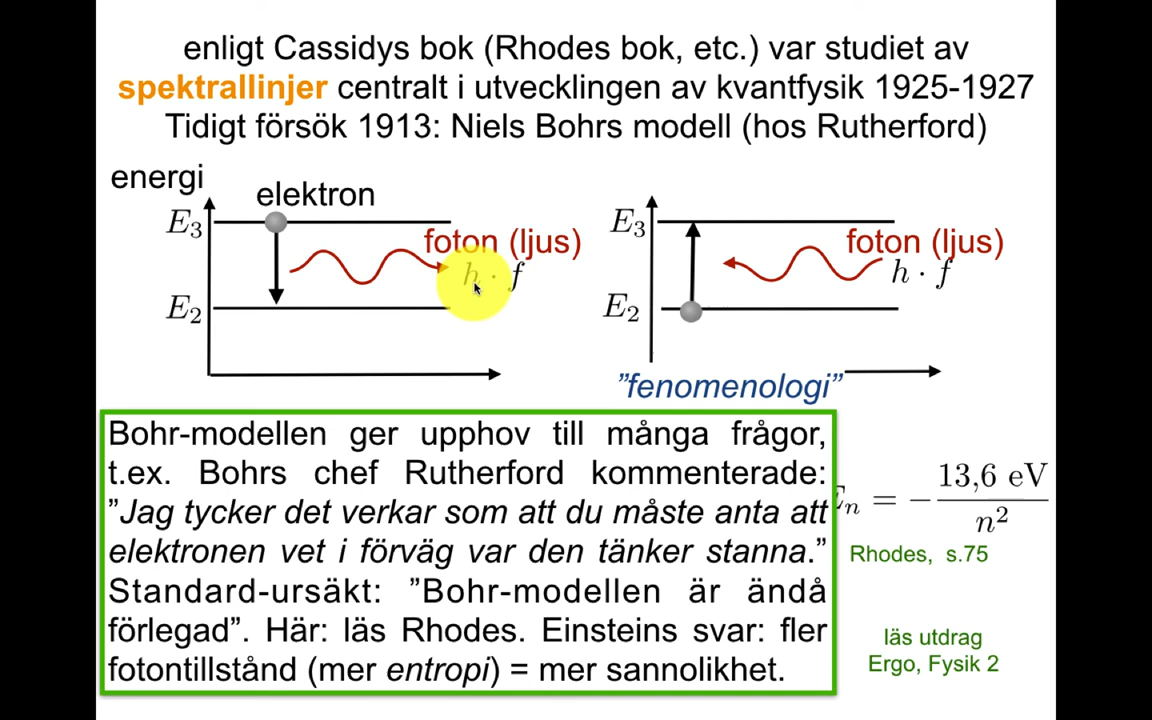 enligt Cassidys bok (Rhodes bok, etc.) var studiet av
spektrallinjer centralt i utvecklingen av kvantfysik 1925-1927
Tidigt försök 1913: Niels Bohrs modell (hos Rutherford)
energi
elektron
E₃
foton (ljus)
h · f
E₂
E₃
foton (ljus)
h · f
E₂
”fenomenologi”
Bohr-modellen ger upphov till många frågor,
t.ex. Bohrs chef Rutherford kommenterade:
”Jag tycker det verkar som att du måste anta att
elektronen vet i förväg var den tänker stanna.”
Standard-ursäkt: ”Bohr-modellen är ändå
förlegad”. Här: läs Rhodes. Einsteins svar: fler
fotontillstånd (mer entropi) = mer sannolikhet.
Eₙ = − 13,6 eV / n²
Rhodes, s.75
läs utdrag
Ergo, Fysik 2